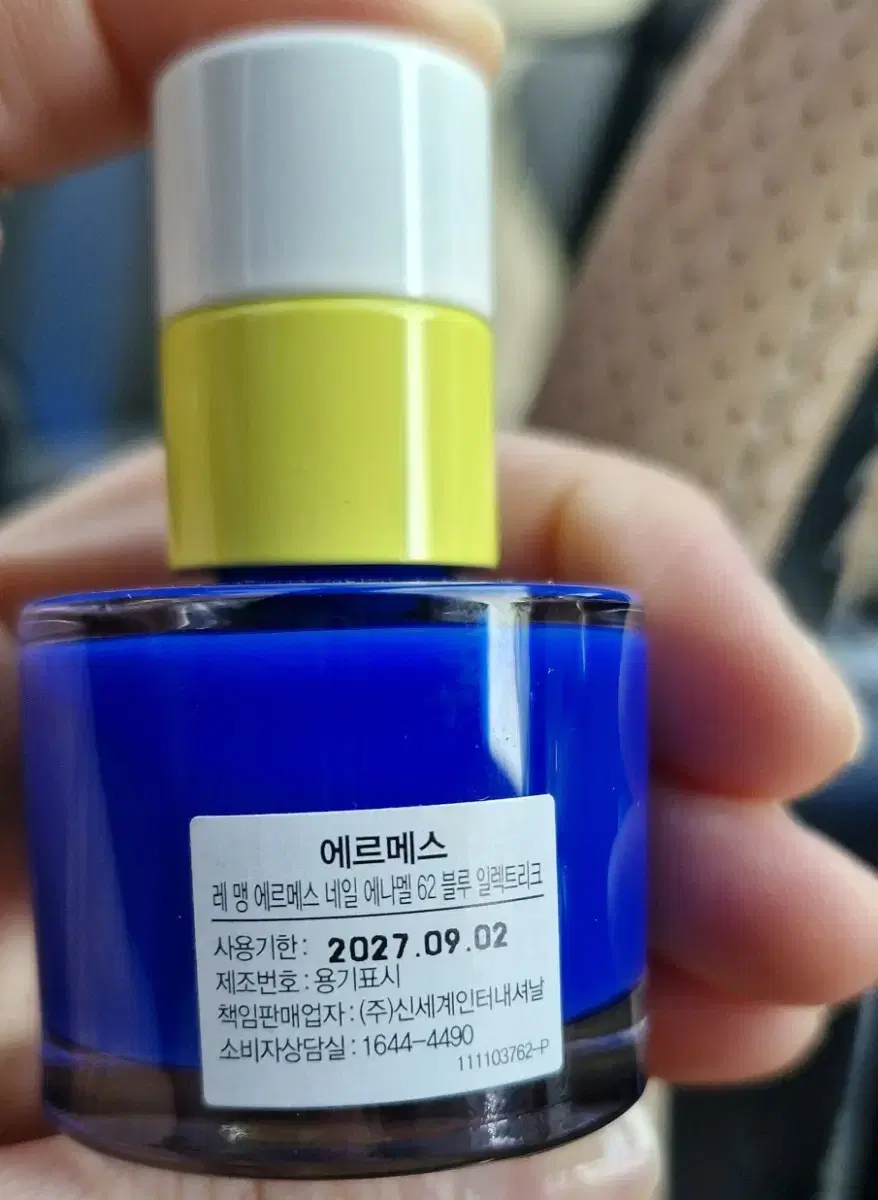 에르메스
레 맹 에르메스 네일 에나멜 62 블루 일렉트리크
사용기한 : 2027.09.02
제조번호 : 용기표시
책임판매업자 : (주)신세계인터내셔날
소비자상담실 : 1644-4490
111103762-P